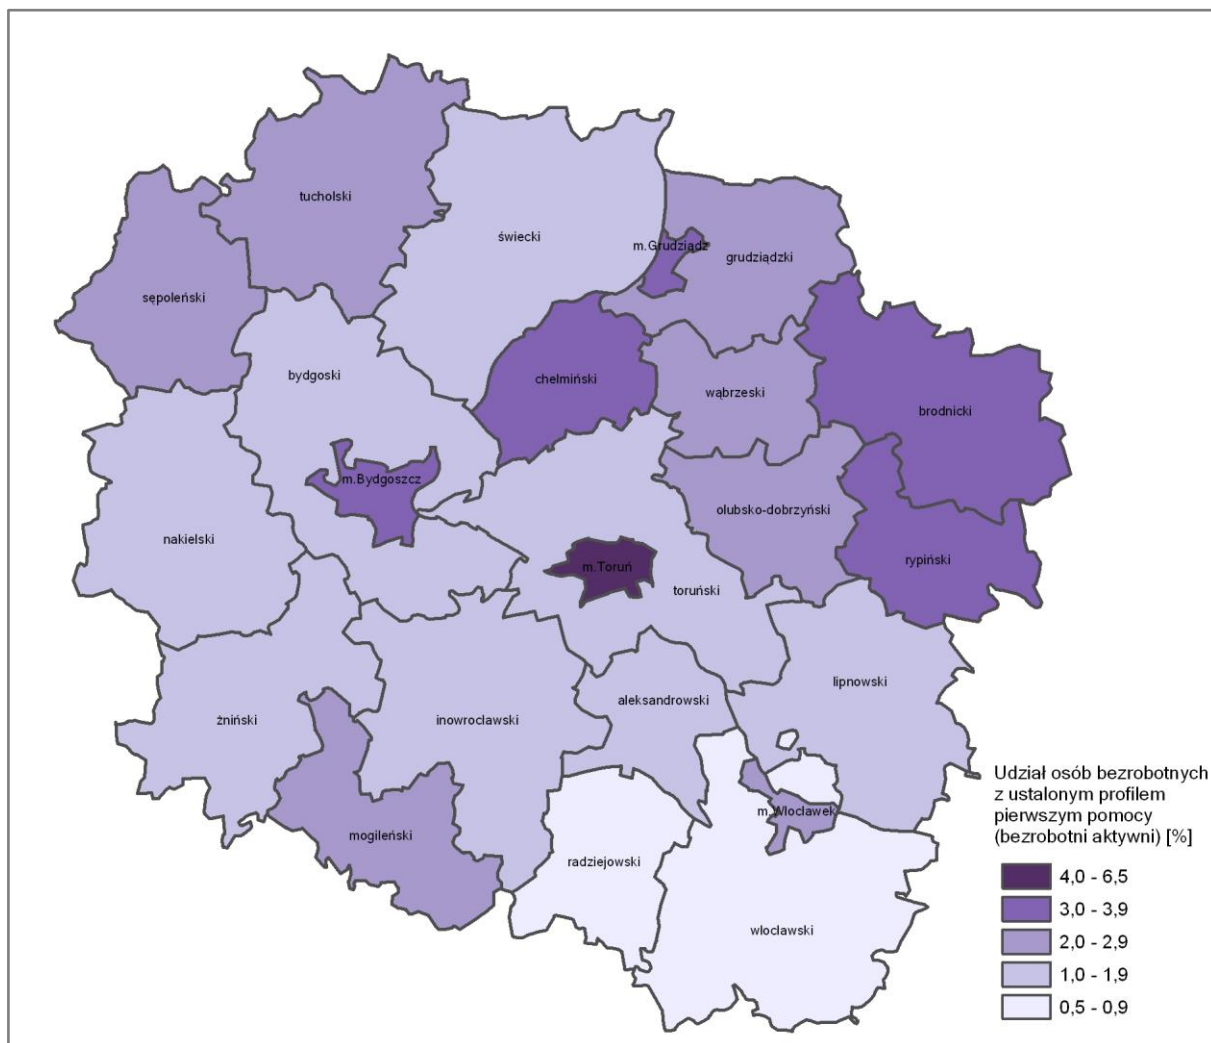 tucholski
świecki
m.Grudziądz
grudziądzki
sępoleński
bydgoski
chełmiński
wąbrzeski
brodnicki
m.Bydgoszcz
olubsko-dobrzyński
nakielski
m.Toruń
toruński
rypiński
żniński
inowrocławski
aleksandrowski
lipnowski
mogileński
radziejowski
m.Włocławek
włocławski
Udział osób bezrobotnych
z ustalonym profilem
pierwszym pomocy
(bezrobotni aktywni) [%]
4,0 - 6,5
3,0 - 3,9
2,0 - 2,9
1,0 - 1,9
0,5 - 0,9